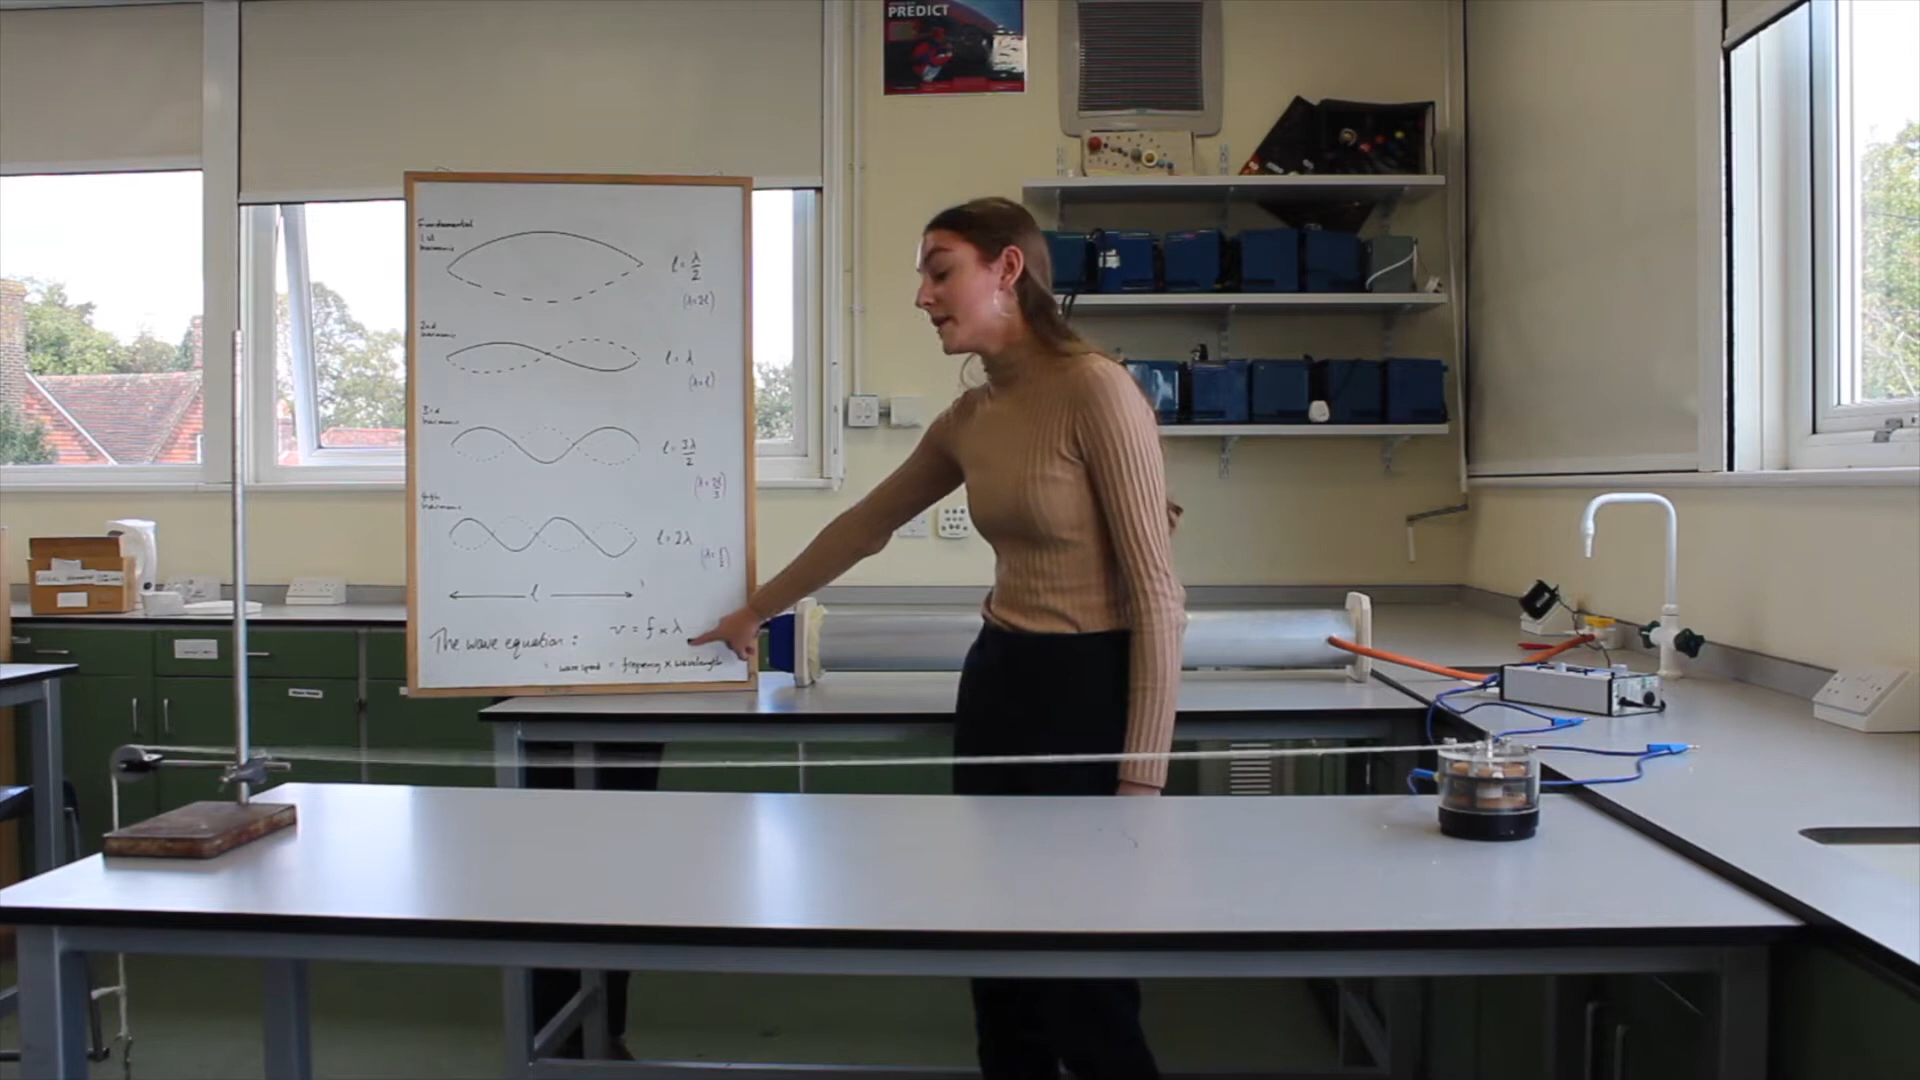 PREDICT
Fundamental
1st
harmonic
l = λ/2
(λ = 2l)
2nd
harmonic
l = λ
(λ = l)
3rd
harmonic
l = 3λ/2
(λ = 2l/3)
4th
harmonic
l = 2λ
(λ = l/2)
l
The wave equation :
v = f × λ
wave speed = frequency × wavelength